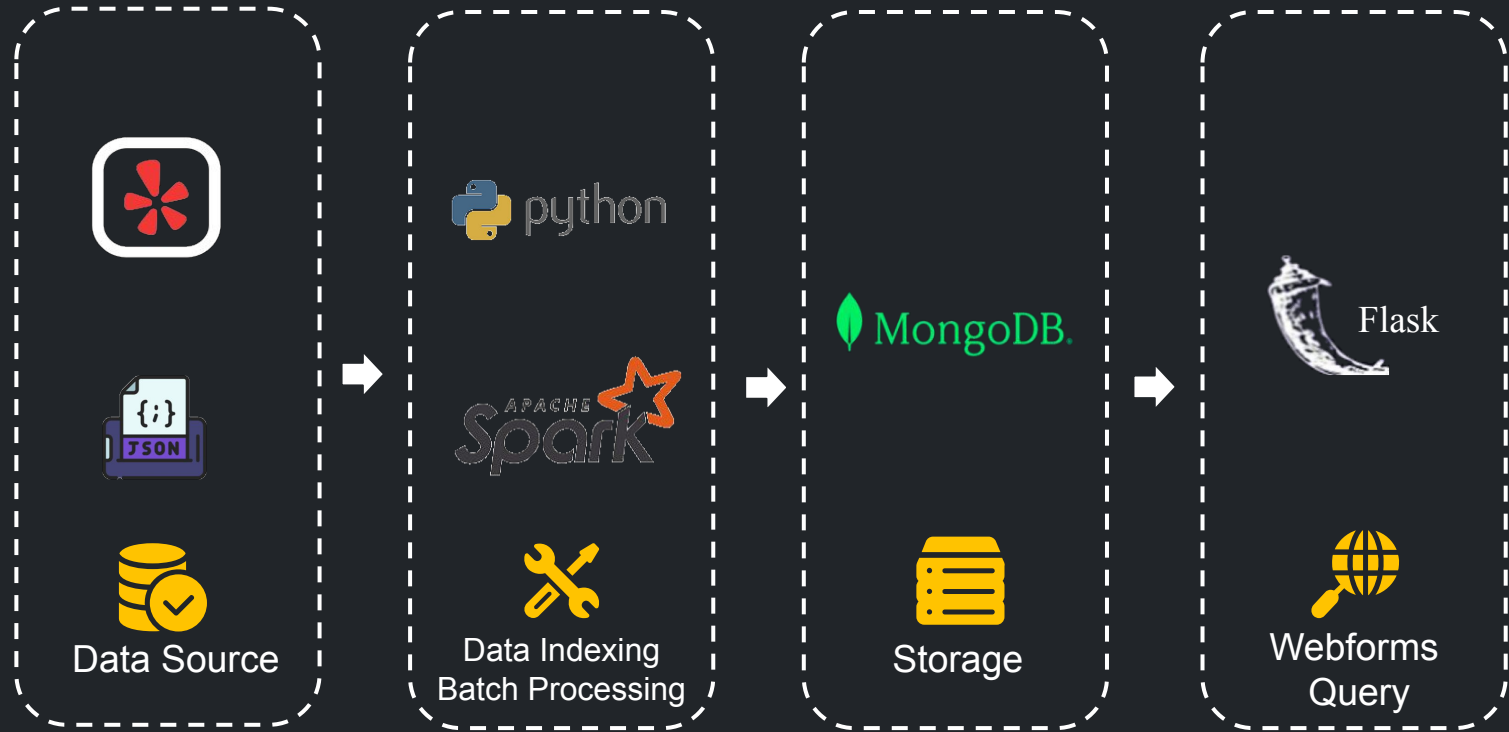 {;}
JSON
Data Source
python
APACHE
Spark
Data Indexing
Batch Processing
MongoDB.
Storage
Flask
Webforms
Query